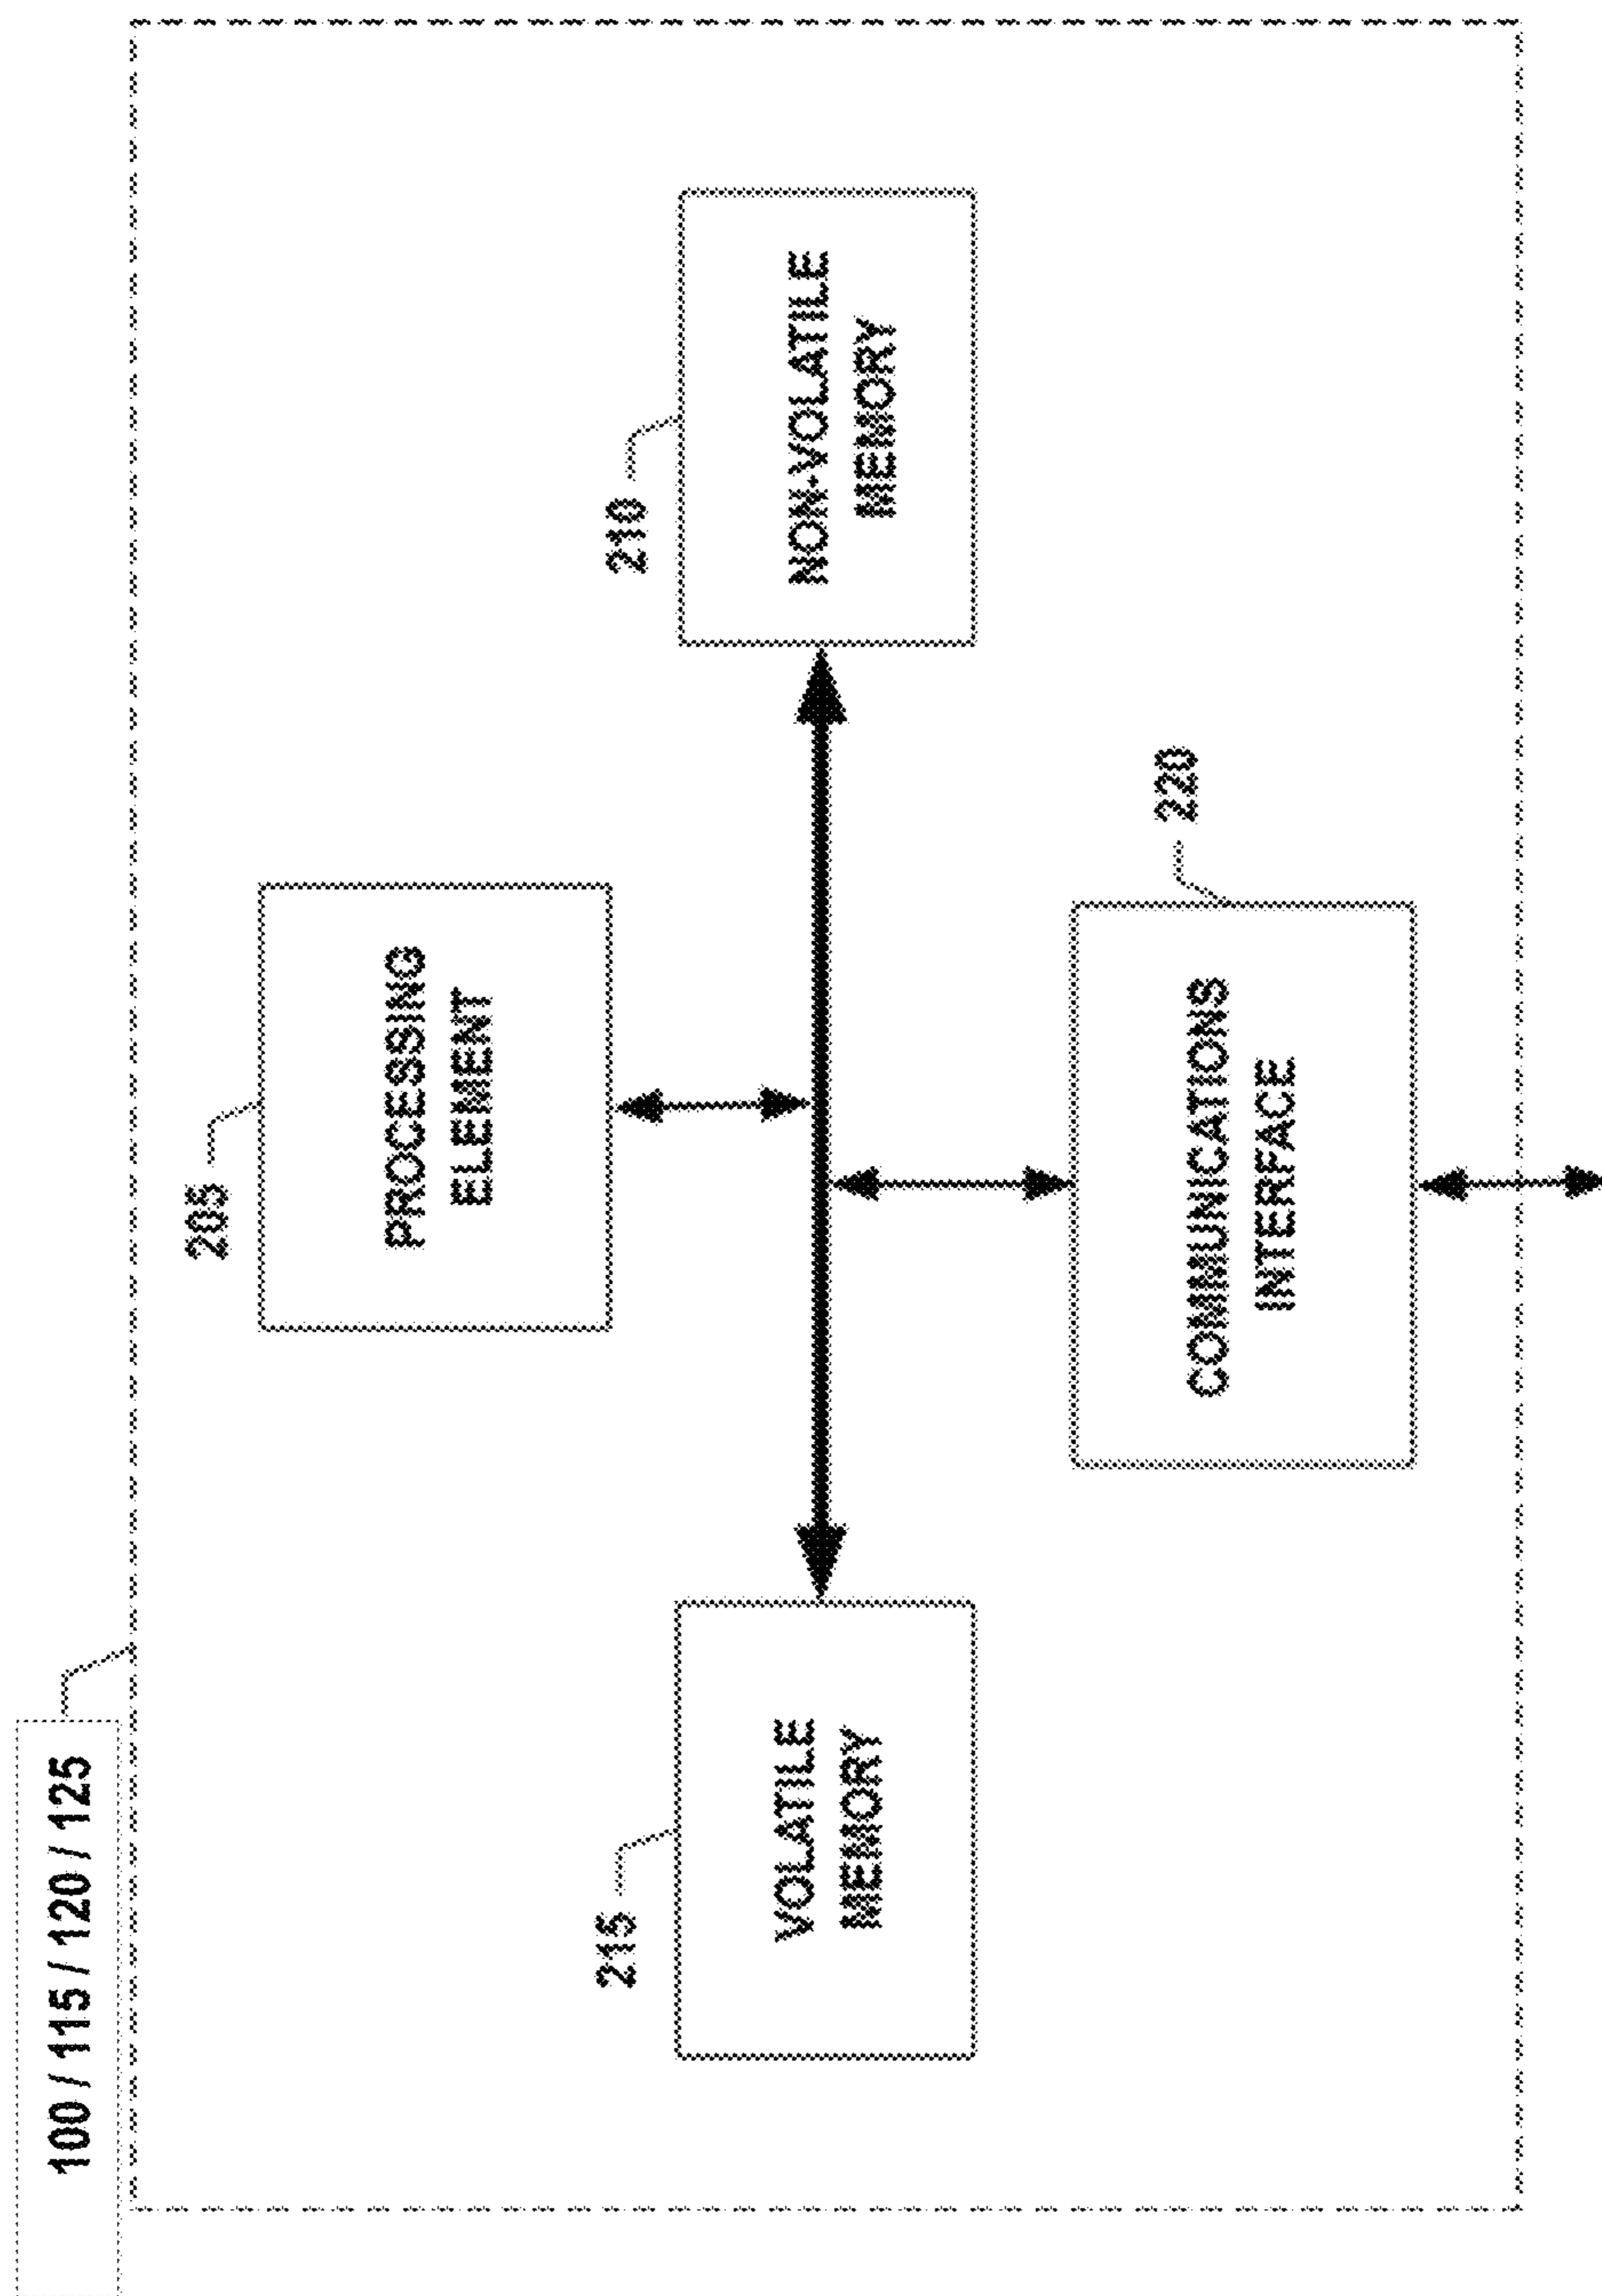 100 / 115 / 120 / 125
205
PROCESSING
ELEMENT
215
VOLATILE
MEMORY
210
NON-VOLATILE
MEMORY
220
COMMUNICATIONS
INTERFACE